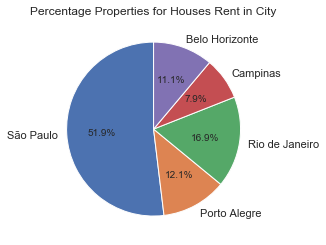 Percentage Properties for Houses Rent in City
Belo Horizonte
11.1%
Campinas
7.9%
São Paulo
51.9%
16.9%
Rio de Janeiro
12.1%
Porto Alegre